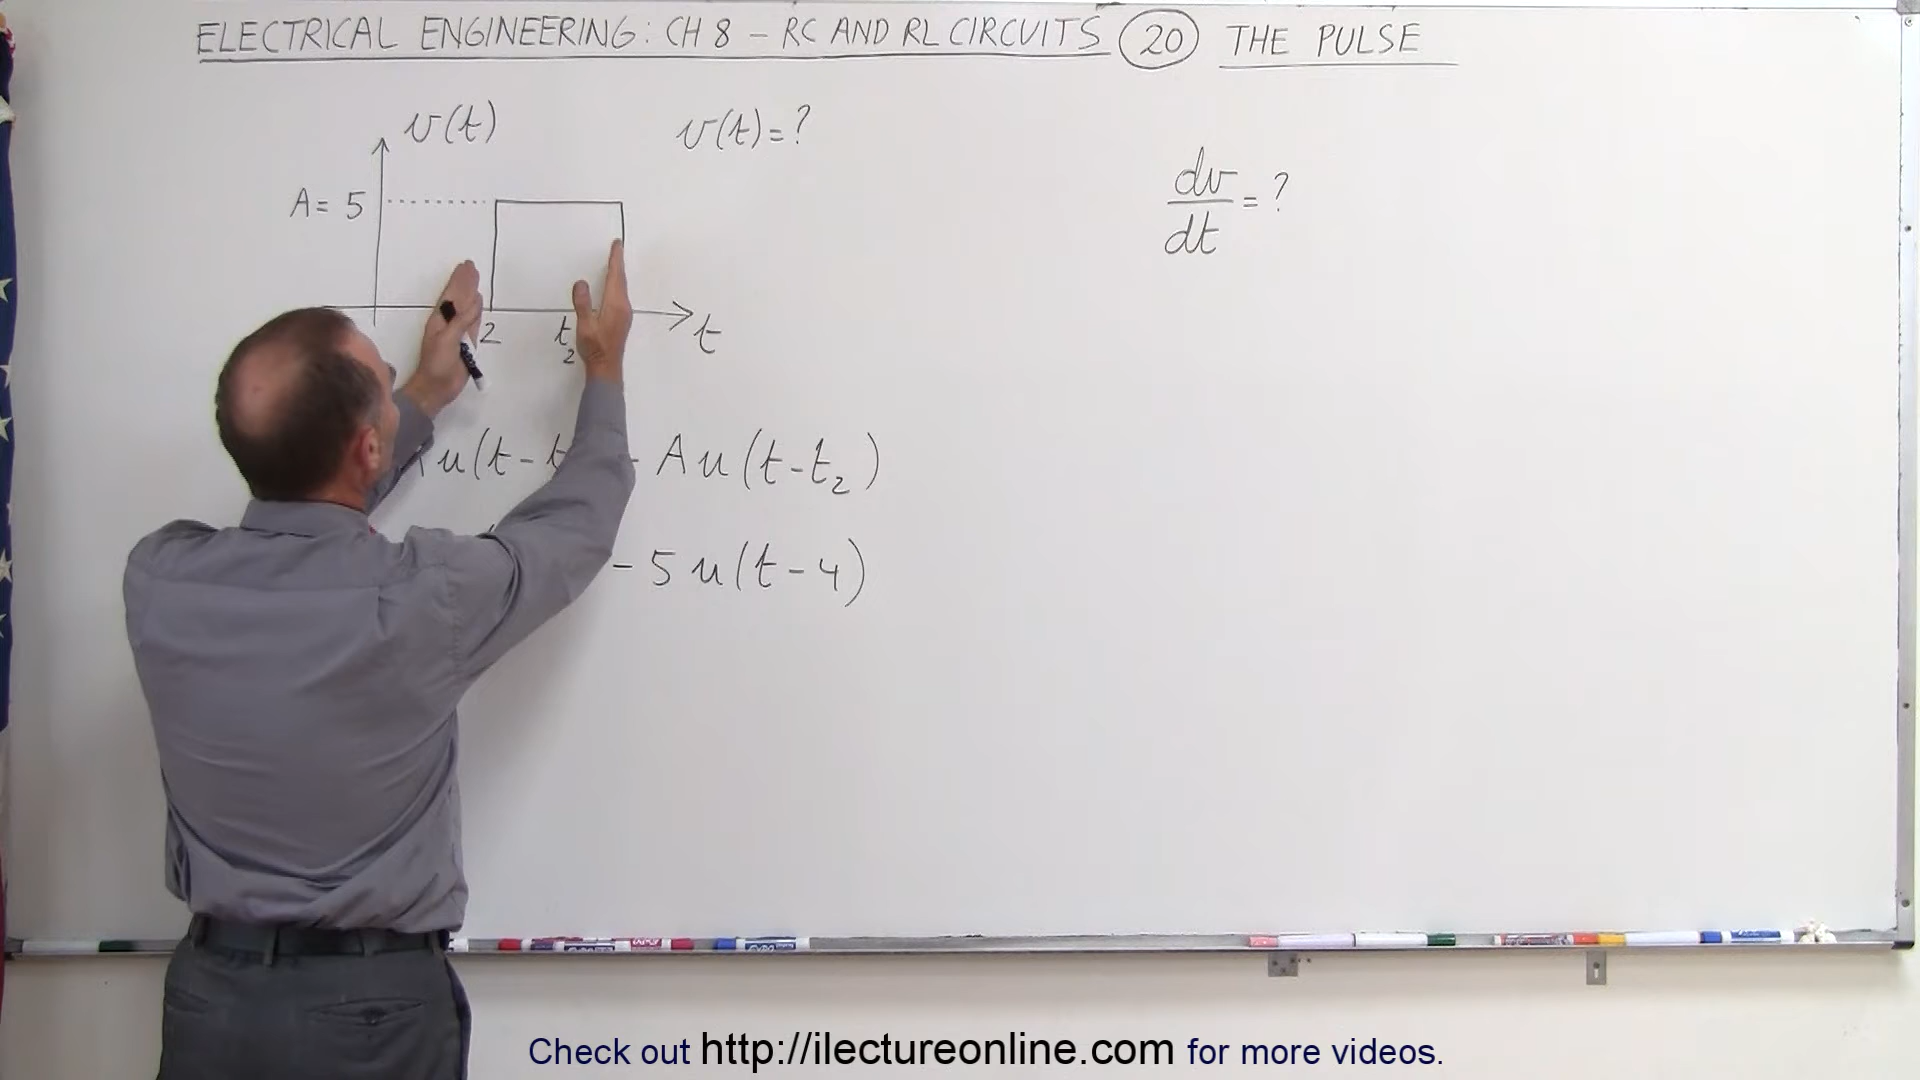 ELECTRICAL ENGINEERING: CH 8 – RC AND RL CIRCUITS 20 THE PULSE
v(t)
v(t)=?
dv/dt = ?
A= 5
2
t₂
t
u(t-t - Au(t-t₂)
- 5u(t-4)
Check out http://ilectureonline.com for more videos.